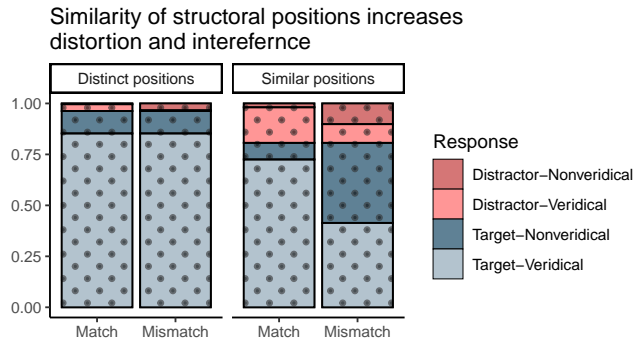 Similarity of structoral positions increases
distortion and interefernce
Distinct positions
Similar positions
1.00
0.75
0.50
0.25
0.00
Match
Mismatch
Match
Mismatch
Response
Distractor−Nonveridical
Distractor−Veridical
Target−Nonveridical
Target−Veridical